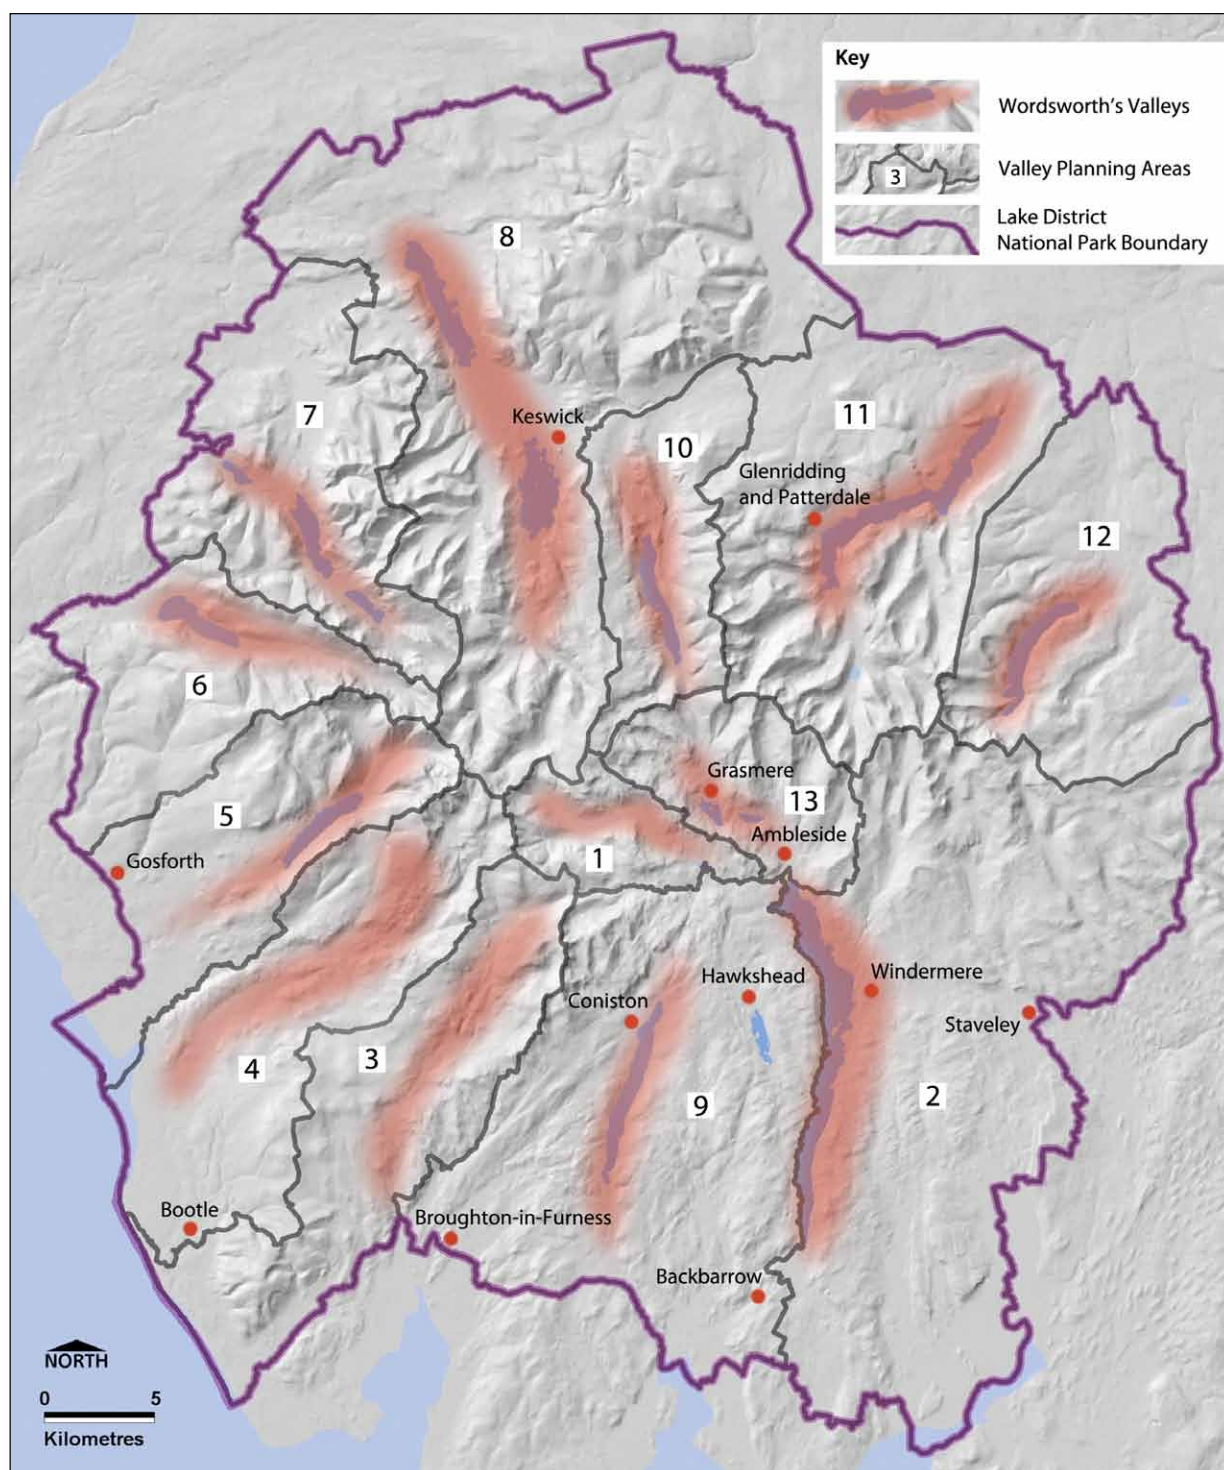 Key
Wordsworth's Valleys
3
Valley Planning Areas
Lake District
National Park Boundary
8
7
Keswick
10
11
Glenridding
and Patterdale
12
6
Grasmere
13
5
Ambleside
Gosforth
1
Hawkshead
Windermere
Coniston
Staveley
4
3
9
2
Bootle
Broughton-in-Furness
Backbarrow
NORTH
0 5
Kilometres